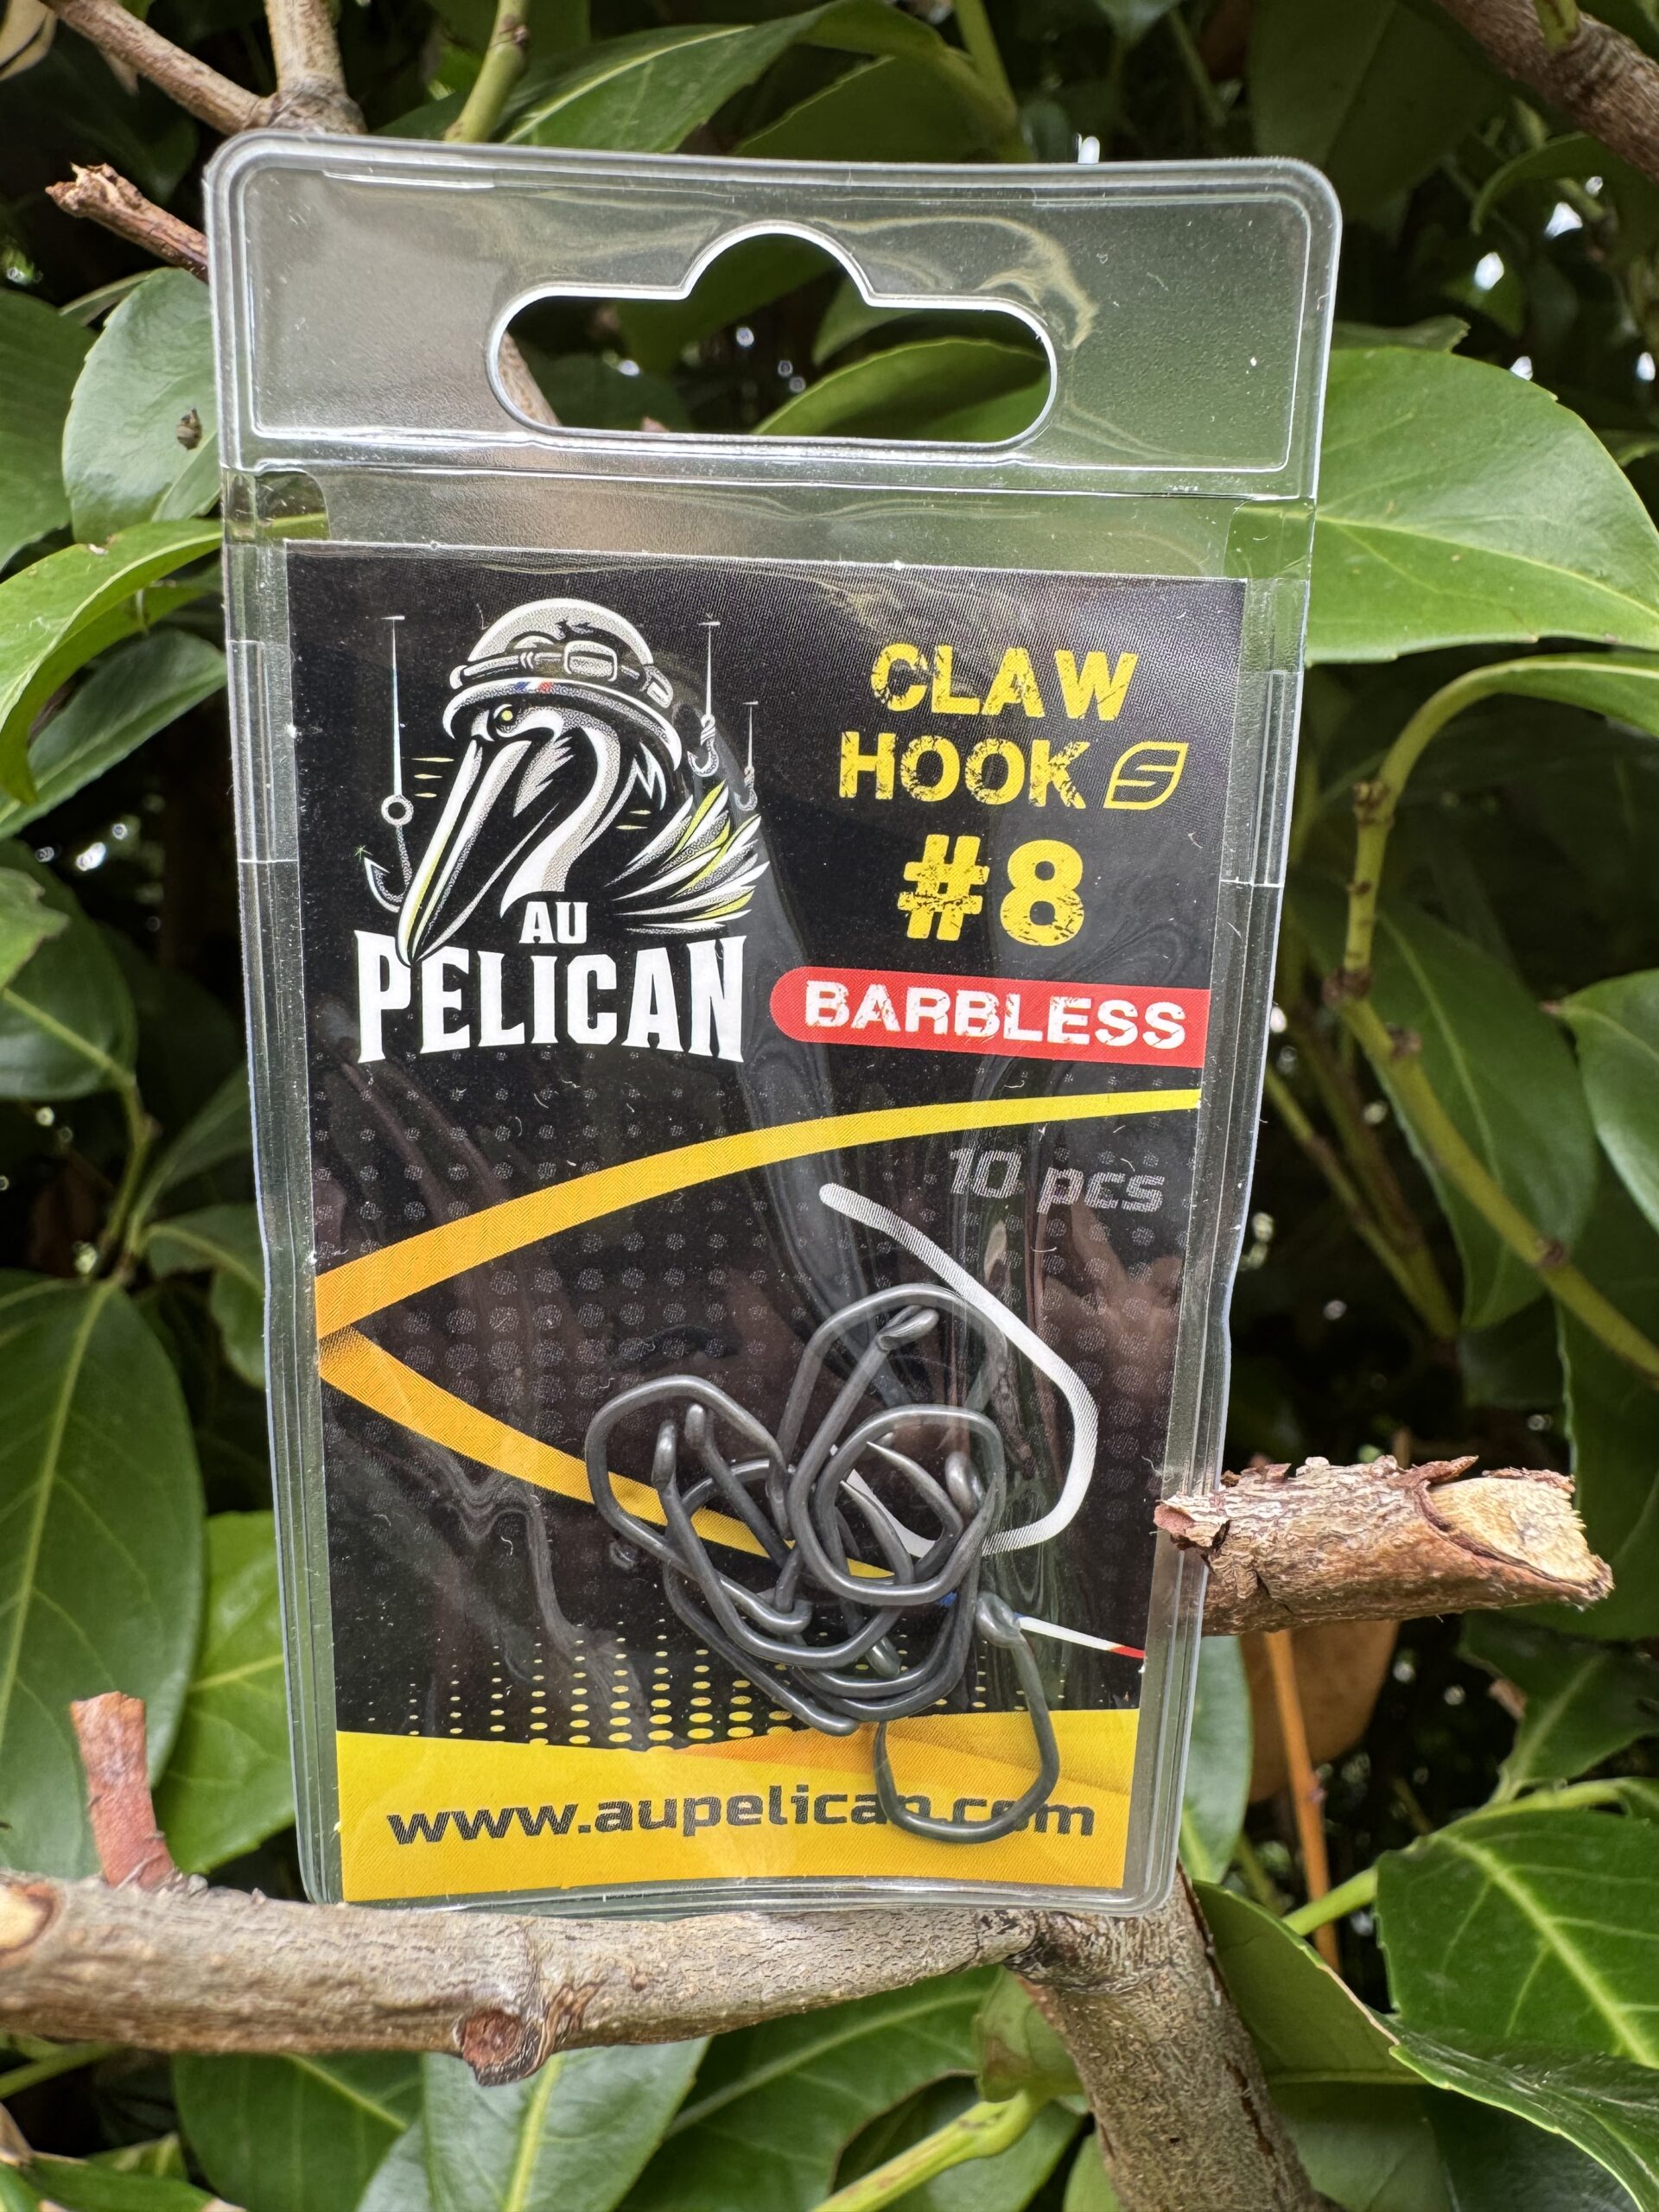 CLAW
HOOK S
#8
AU
PELICAN
BARBLESS
10 pcs
www.aupelican.com